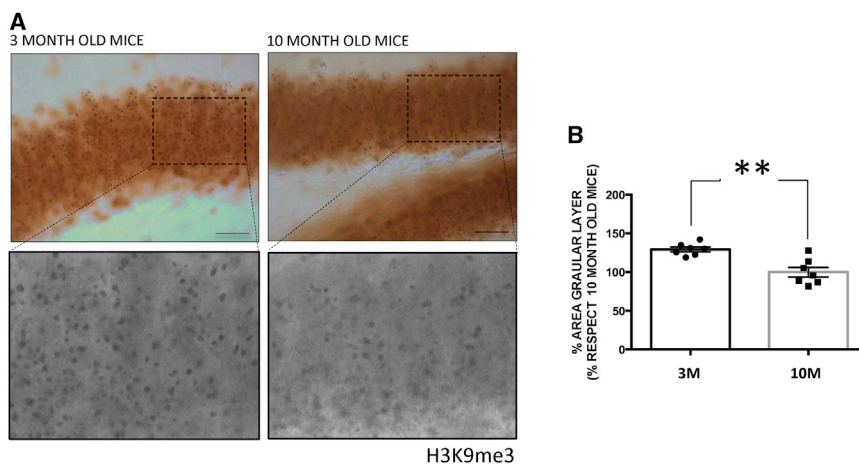 A
3 MONTH OLD MICE
10 MONTH OLD MICE
H3K9me3
B
**
% AREA GRAULAR LAYER
(% RESPECT 10 MONTH OLD MICE)
200
150
100
50
0
3M
10M